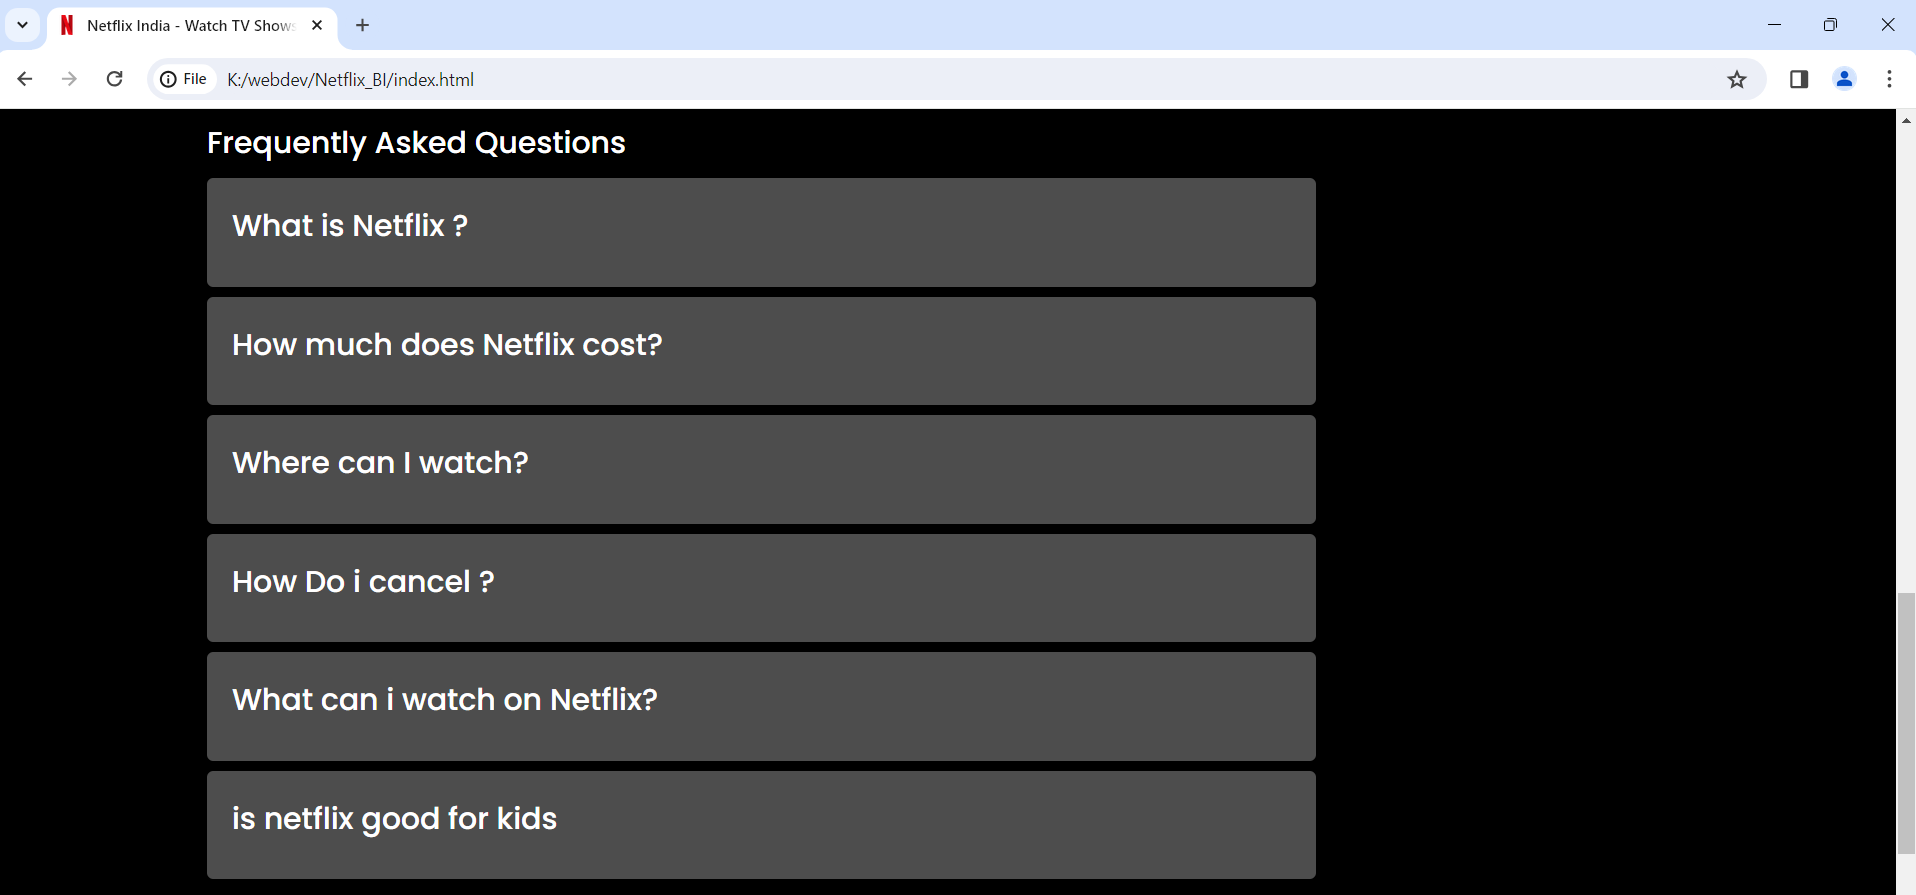 Netflix India - Watch TV Shows
File K:/webdev/Netflix_BI/index.html
Frequently Asked Questions
What is Netflix ?
How much does Netflix cost?
Where can I watch?
How Do i cancel ?
What can i watch on Netflix?
is netflix good for kids